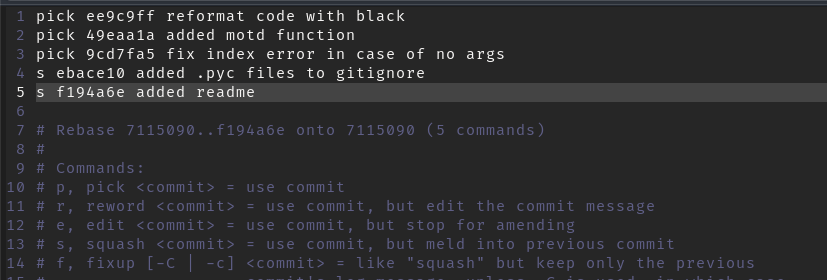 1 pick ee9c9ff reformat code with black
2 pick 49eaa1a added motd function
3 pick 9cd7fa5 fix index error in case of no args
4 s ebace10 added .pyc files to gitignore
5 s f194a6e added readme
6
7 # Rebase 7115090..f194a6e onto 7115090 (5 commands)
8 #
9 # Commands:
10 # p, pick <commit> = use commit
11 # r, reword <commit> = use commit, but edit the commit message
12 # e, edit <commit> = use commit, but stop for amending
13 # s, squash <commit> = use commit, but meld into previous commit
14 # f, fixup [-C | -c] <commit> = like "squash" but keep only the previous